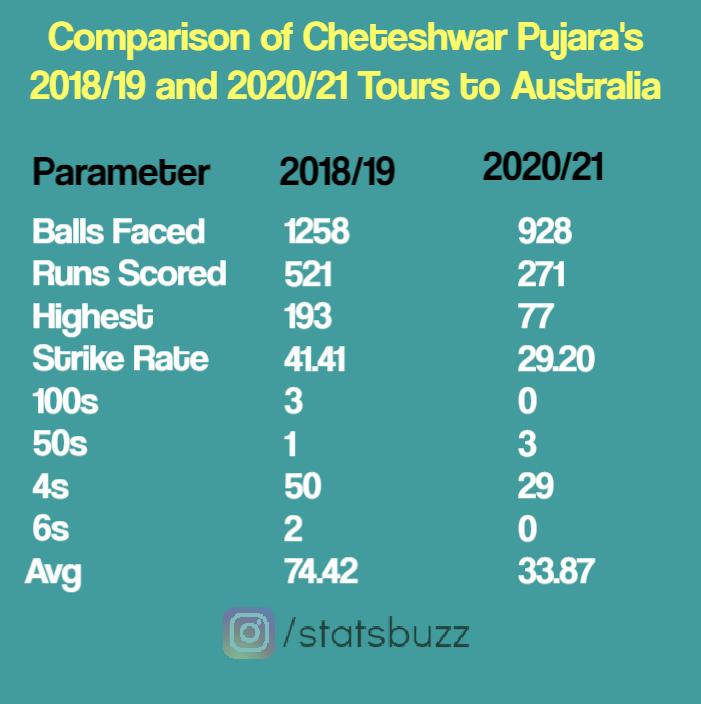 Comparison of Cheteshwar Pujara's
2018/19 and 2020/21 Tours to Australia
Parameter 2018/19 2020/21
Balls Faced 1258 928
Runs Scored 521 271
Highest 193 77
Strike Rate 41.41 29.20
100s 3 0
50s 1 3
4s 50 29
6s 2 0
Avg 74.42 33.87
/statsbuzz